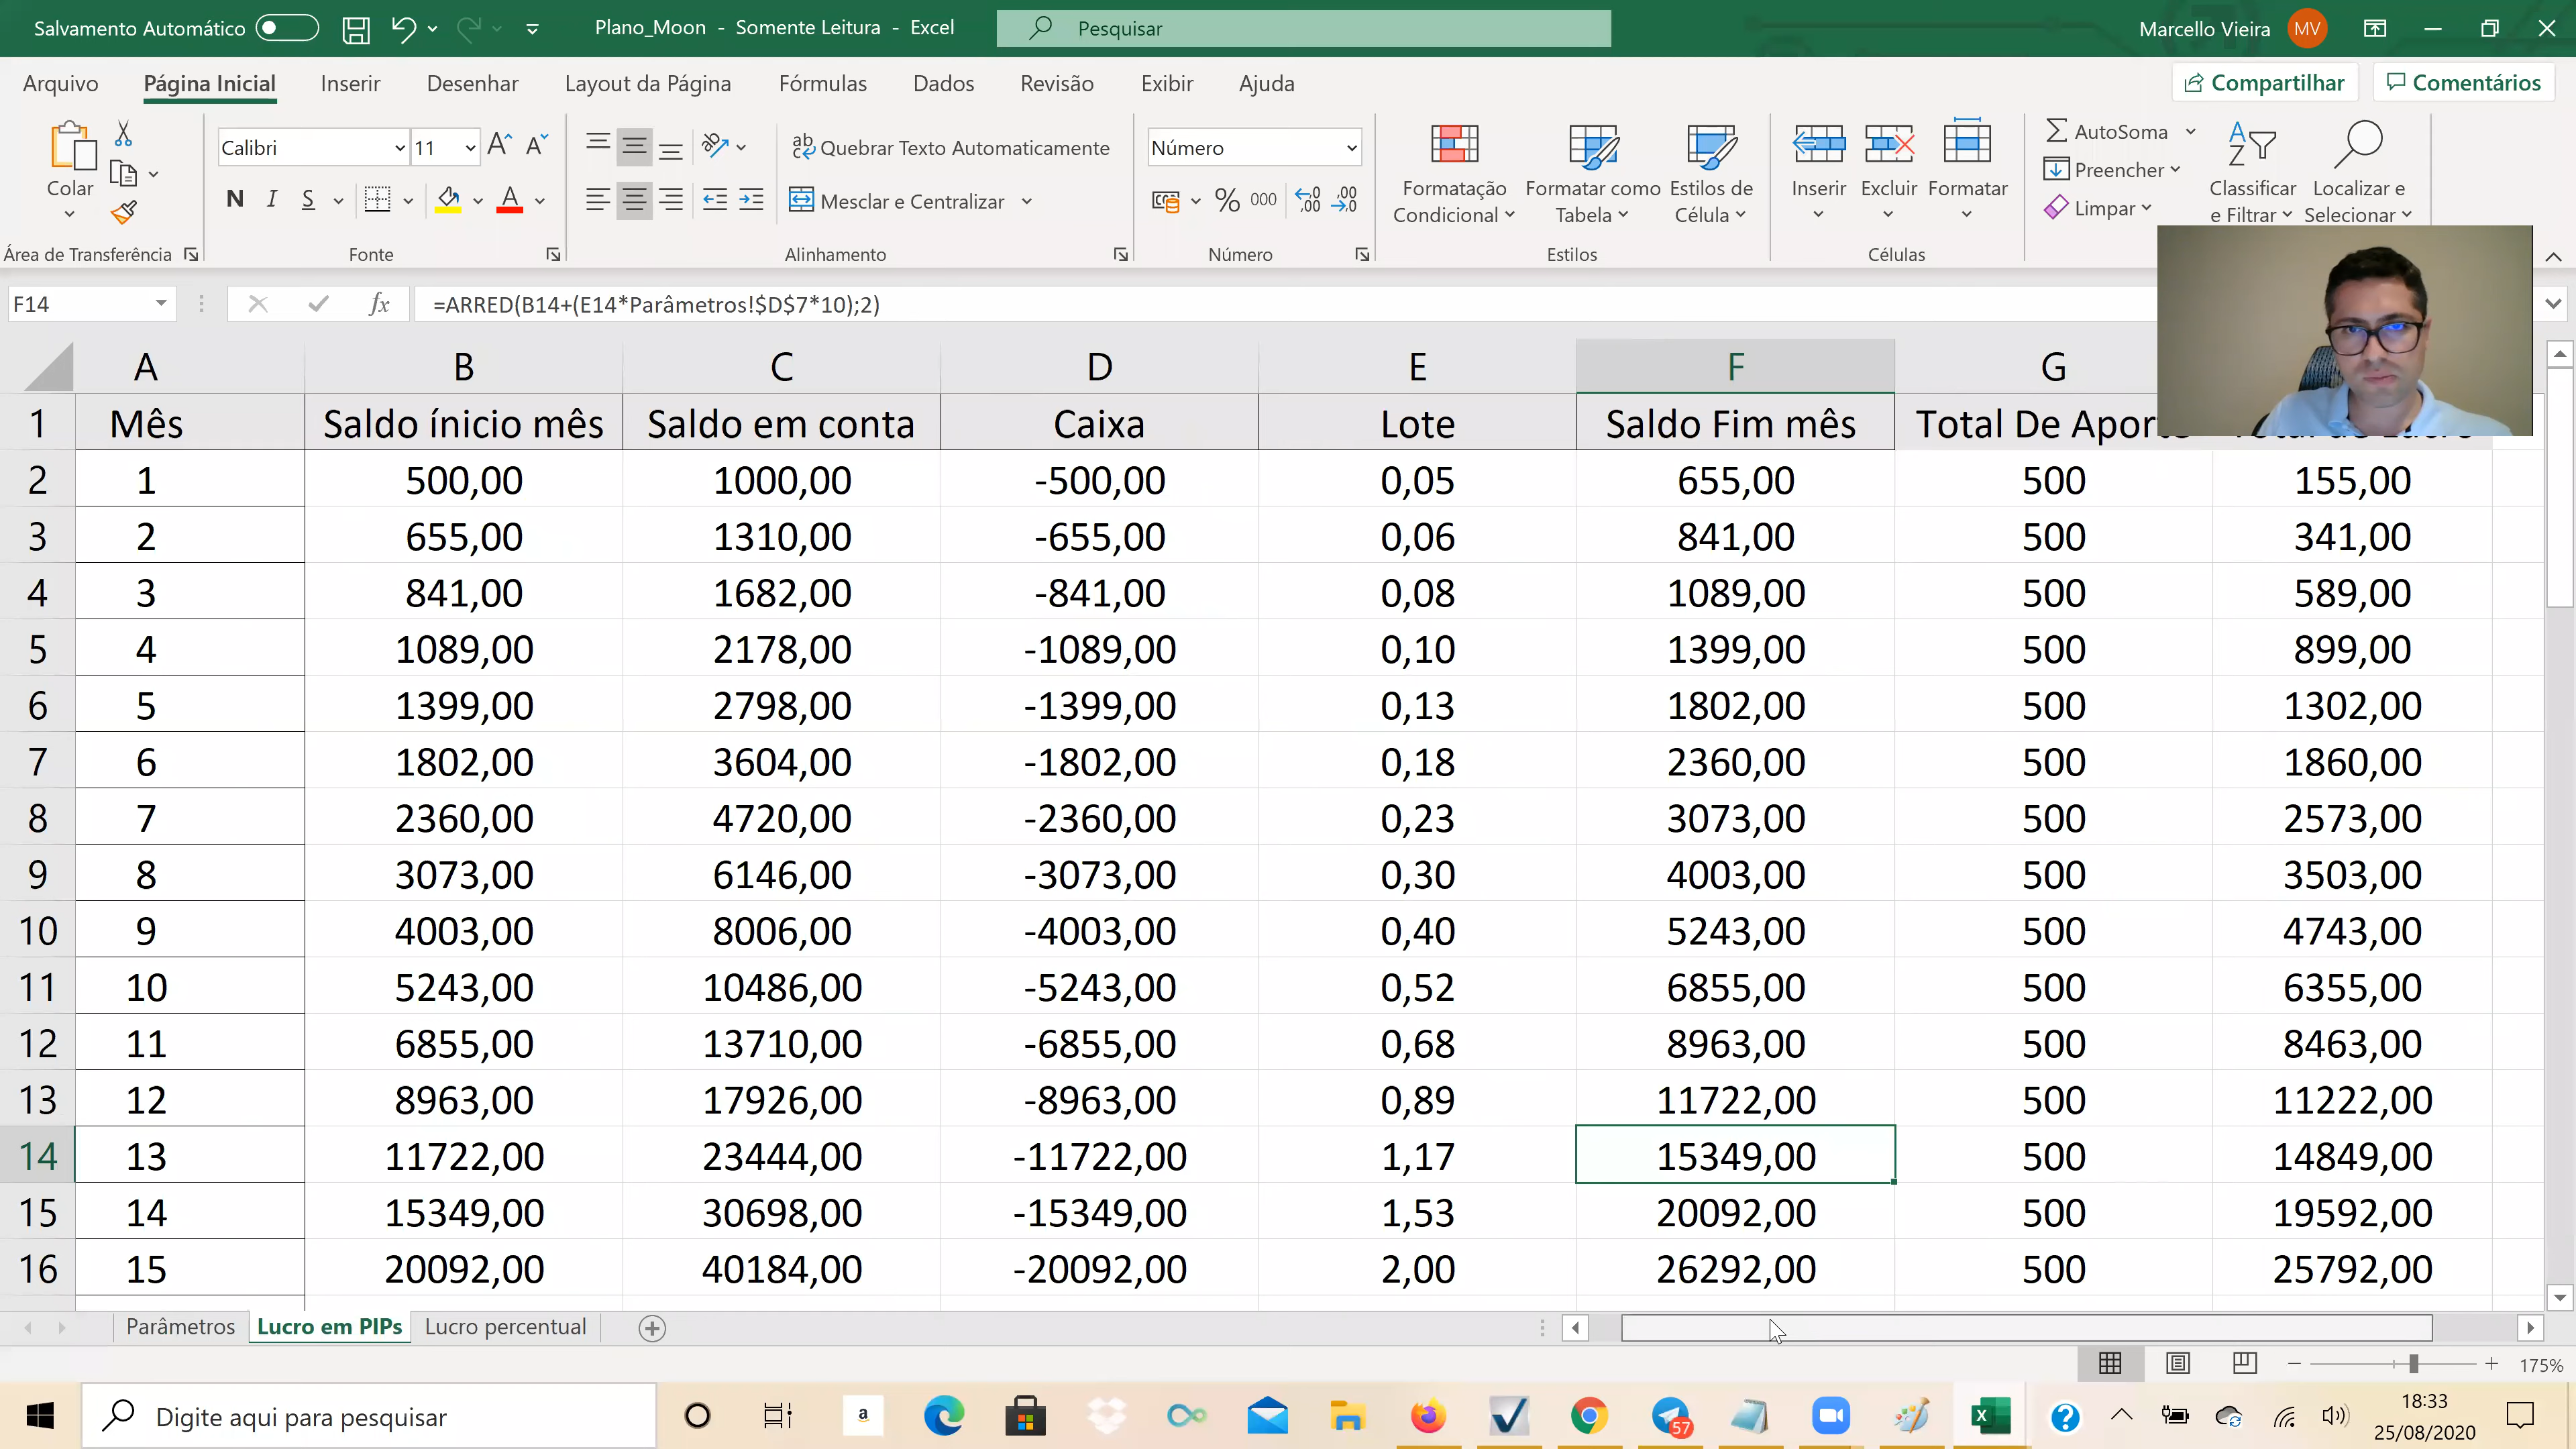 Salvamento Automático
Plano_Moon - Somente Leitura - Excel
Pesquisar
Marcello Vieira MV
Arquivo Página Inicial Inserir Desenhar Layout da Página Fórmulas Dados Revisão Exibir Ajuda Compartilhar Comentários
Colar
Área de Transferência
Calibri 11
N I S
Fonte
Quebrar Texto Automaticamente
Mesclar e Centralizar
Alinhamento
Número
% 000
Número
Formatação Condicional
Formatar como Tabela
Estilos de Célula
Estilos
Inserir Excluir Formatar
Células
AutoSoma
Preencher
Limpar
Classificar e Filtrar
Localizar e Selecionar
F14 fx =ARRED(B14+(E14*Parâmetros!$D$7*10);2)
A B C D E F G
1 Mês Saldo ínicio mês Saldo em conta Caixa Lote Saldo Fim mês Total De
2 1 500,00 1000,00 -500,00 0,05 655,00 500 155,00
3 2 655,00 1310,00 -655,00 0,06 841,00 500 341,00
4 3 841,00 1682,00 -841,00 0,08 1089,00 500 589,00
5 4 1089,00 2178,00 -1089,00 0,10 1399,00 500 899,00
6 5 1399,00 2798,00 -1399,00 0,13 1802,00 500 1302,00
7 6 1802,00 3604,00 -1802,00 0,18 2360,00 500 1860,00
8 7 2360,00 4720,00 -2360,00 0,23 3073,00 500 2573,00
9 8 3073,00 6146,00 -3073,00 0,30 4003,00 500 3503,00
10 9 4003,00 8006,00 -4003,00 0,40 5243,00 500 4743,00
11 10 5243,00 10486,00 -5243,00 0,52 6855,00 500 6355,00
12 11 6855,00 13710,00 -6855,00 0,68 8963,00 500 8463,00
13 12 8963,00 17926,00 -8963,00 0,89 11722,00 500 11222,00
14 13 11722,00 23444,00 -11722,00 1,17 15349,00 500 14849,00
15 14 15349,00 30698,00 -15349,00 1,53 20092,00 500 19592,00
16 15 20092,00 40184,00 -20092,00 2,00 26292,00 500 25792,00
Parâmetros Lucro em PIPs Lucro percentual
175%
Digite aqui para pesquisar
57
18:33
25/08/2020